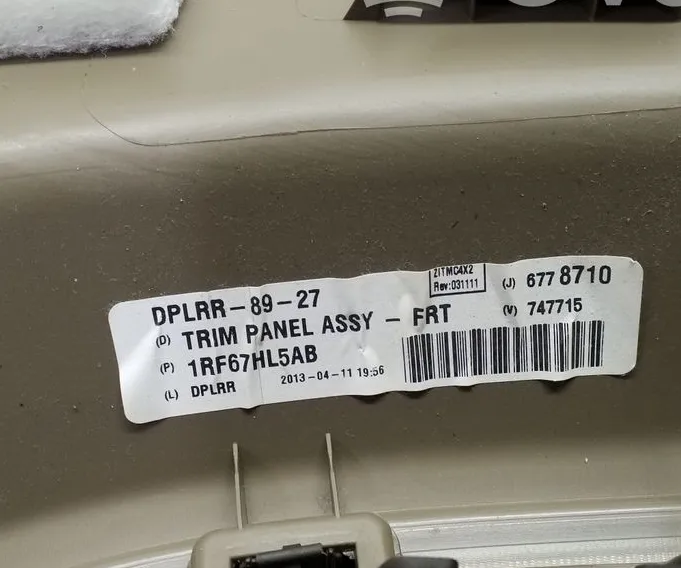 DPLRR-89-27
21TMC4X2
Rev:031111
(J) 677 8710
(D) TRIM PANEL ASSY - FRT
(V) 747715
(P) 1RF67HL5AB
(L) DPLRR
2013-04-11 19:56